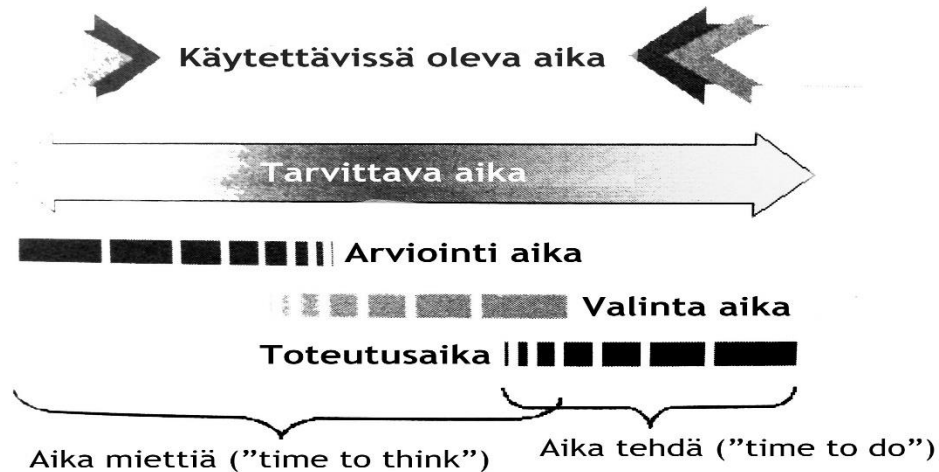 Käytettävissä oleva aika
Tarvittava aika
Arviointi aika
Valinta aika
Toteutusaika
Aika miettiä (”time to think”)
Aika tehdä (”time to do”)